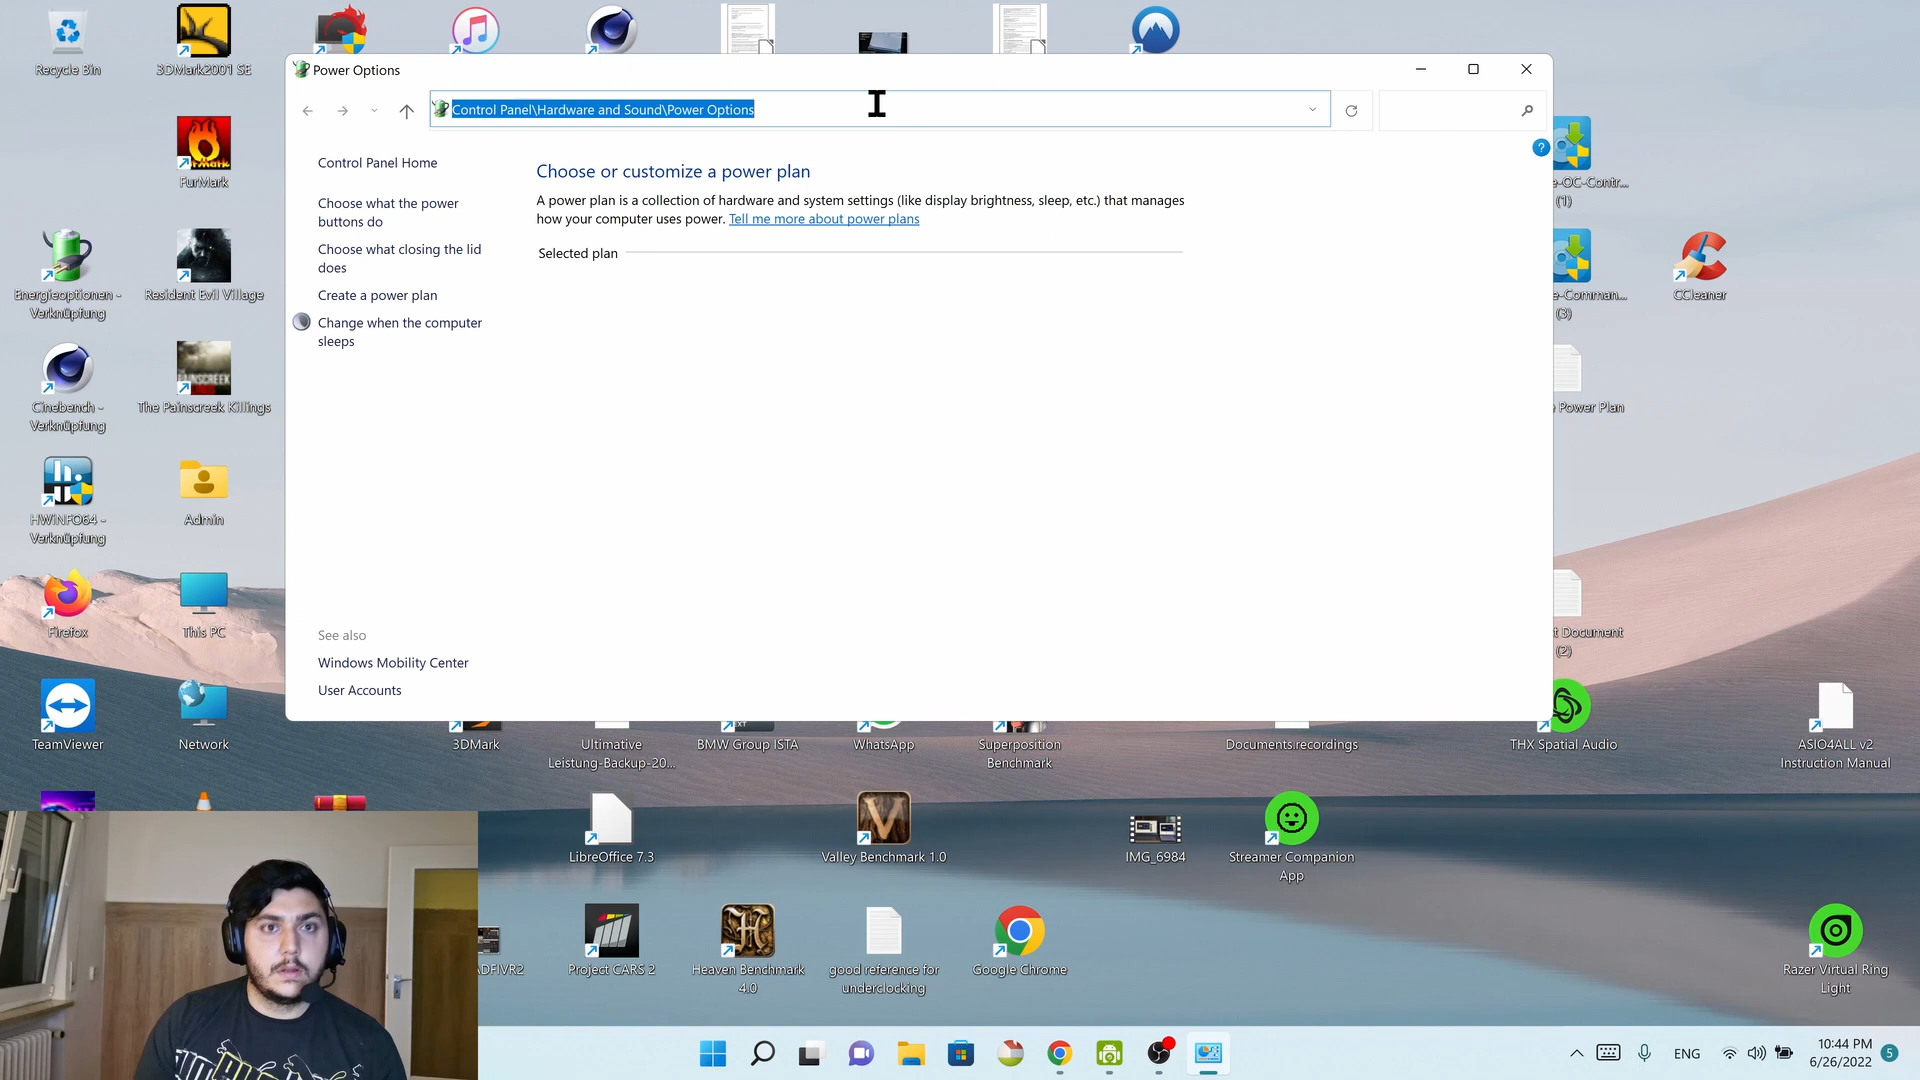 Recycle Bin
3DMark2001 SE
Power Options
Control Panel\Hardware and Sound\Power Options
Control Panel Home
Choose what the power
buttons do
Choose what closing the lid
does
Create a power plan
Change when the computer
sleeps
Choose or customize a power plan
A power plan is a collection of hardware and system settings (like display brightness, sleep, etc.) that manages
how your computer uses power. Tell me more about power plans
Selected plan
?
See also
Windows Mobility Center
User Accounts
FurMark
Energieoptionen -
Verknüpfung
Resident Evil Village
Cinebench -
Verknüpfung
The Painscreek Killings
HWiNFO64 -
Verknüpfung
Admin
Firefox
This PC
TeamViewer
Network
e-OC-Contr...
(1)
e-Comman...
(3)
CCleaner
Power Plan
t Document
(2)
3DMark
Ultimative
Leistung-Backup-20...
BMW Group ISTA
WhatsApp
Superposition
Benchmark
Documents.recordings
THX Spatial Audio
ASIO4ALL v2
Instruction Manual
LibreOffice 7.3
Valley Benchmark 1.0
IMG_6984
Streamer Companion
App
ADFIVR2
Project CARS 2
Heaven Benchmark
4.0
good reference for
underclocking
Google Chrome
Razer Virtual Ring
Light
ENG
10:44 PM
6/26/2022
5